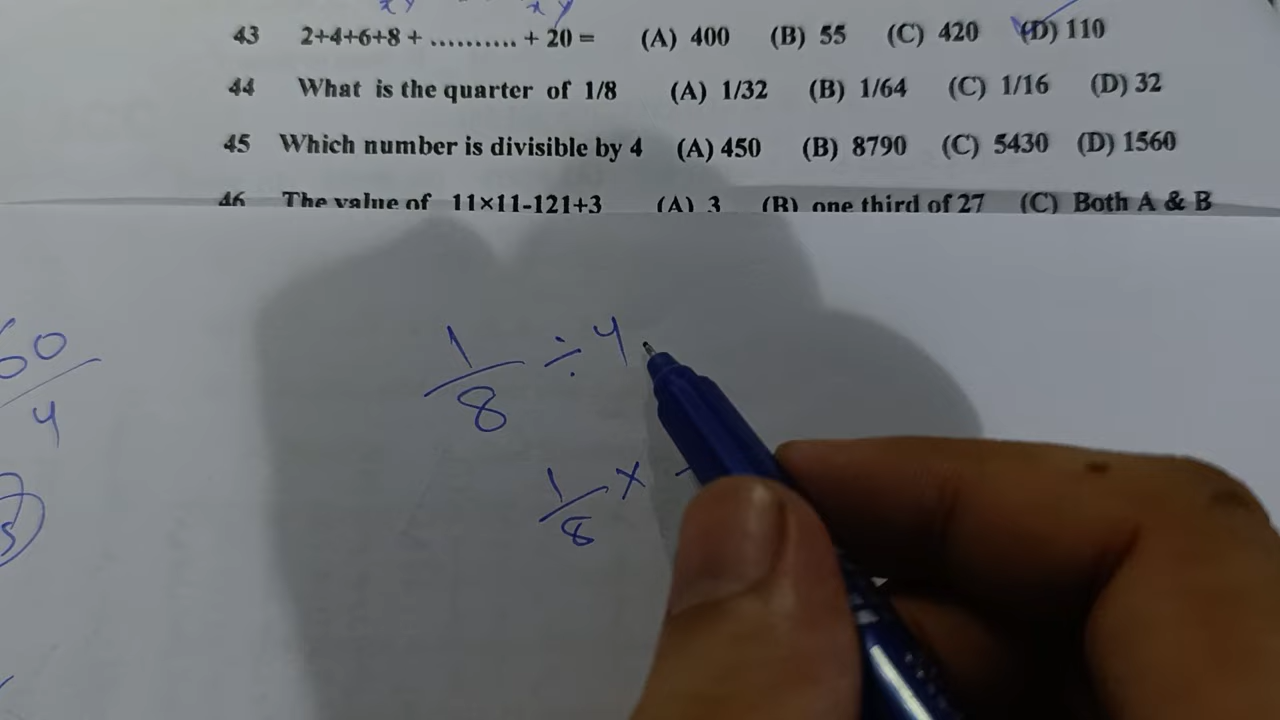 x y x y
43 2+4+6+8 + .......... + 20 = (A) 400 (B) 55 (C) 420 (D) 110
44 What is the quarter of 1/8 (A) 1/32 (B) 1/64 (C) 1/16 (D) 32
45 Which number is divisible by 4 (A) 450 (B) 8790 (C) 5430 (D) 1560
46 The value of 11×11-121+3 (A) 3 (B) one third of 27 (C) Both A & B
60/4
1/8 ÷ 4
1/8 ×